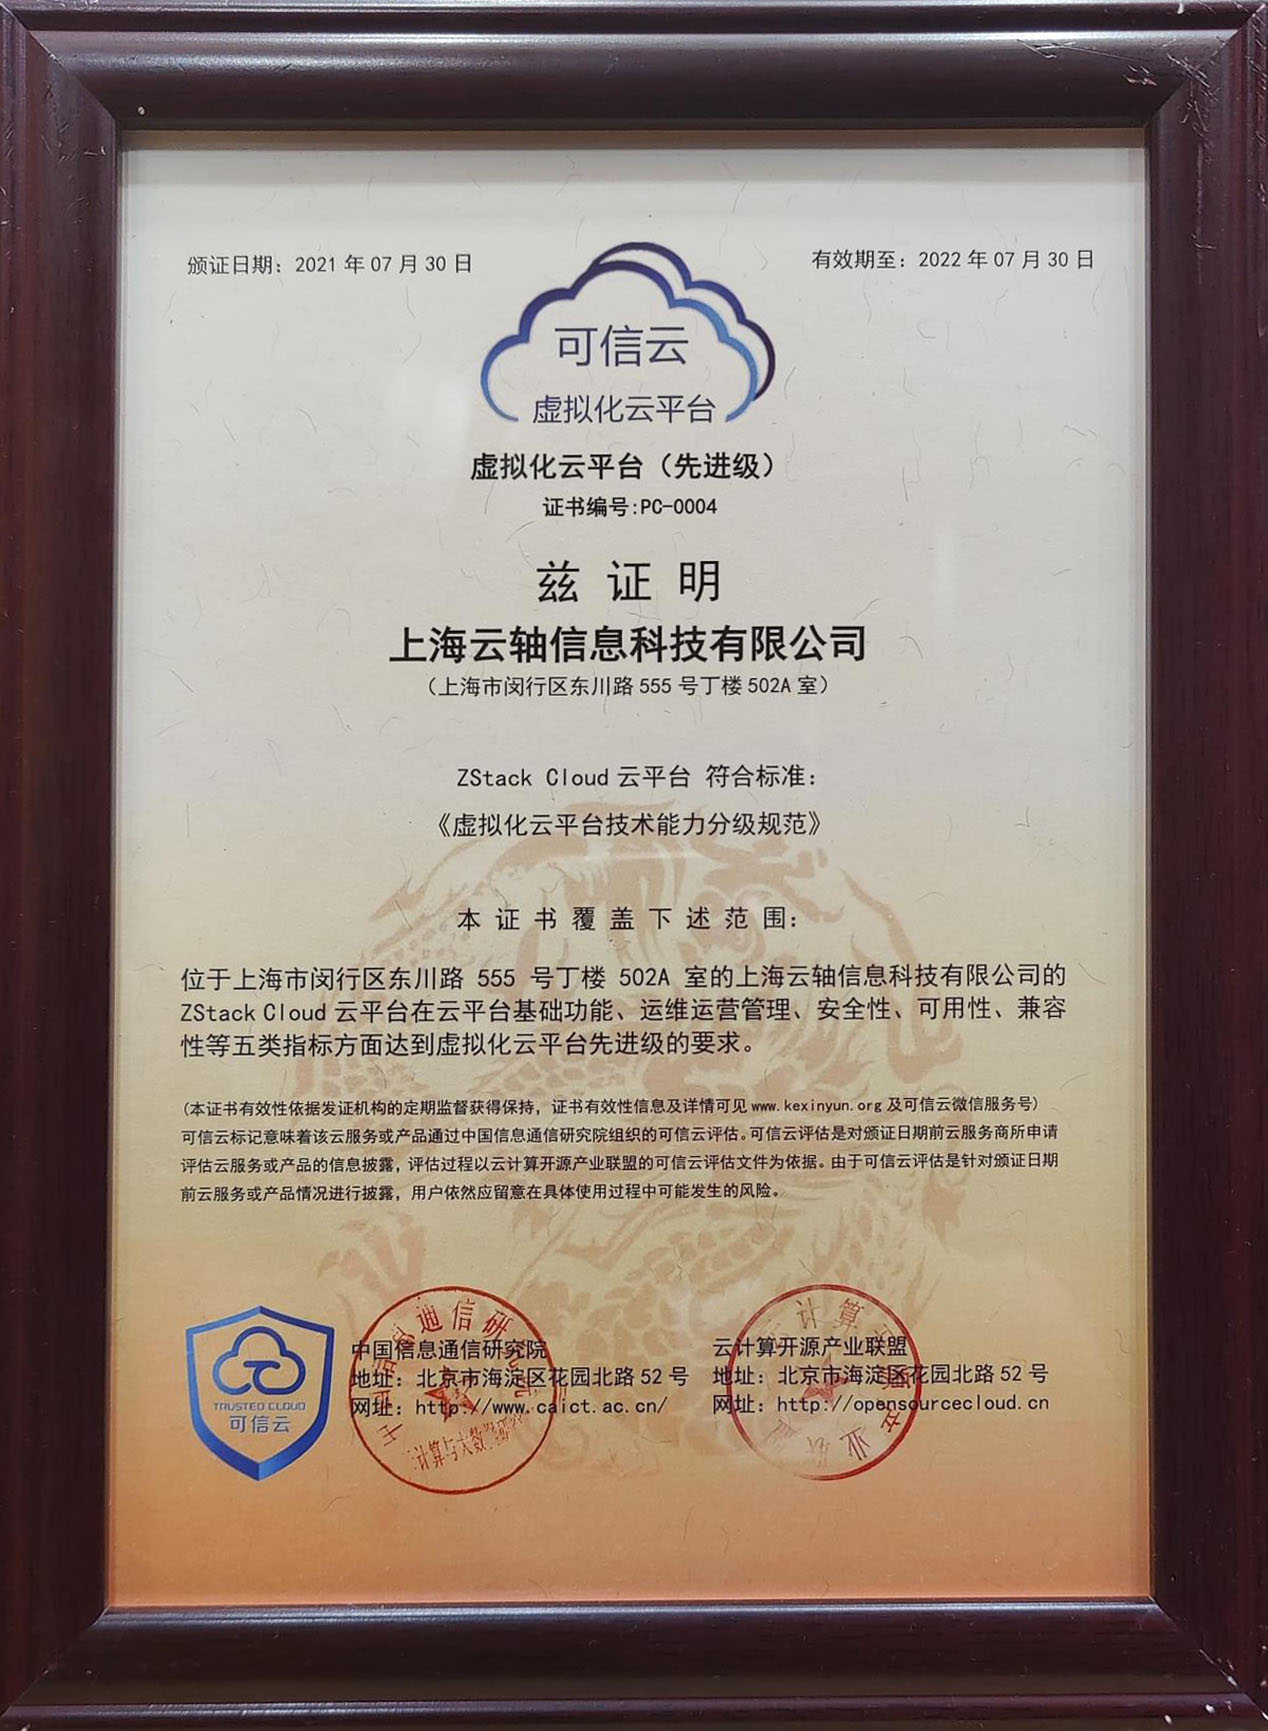 颁证日期：2021 年 07 月 30 日
有效期至：2022 年 07 月 30 日
可信云
虚拟化云平台
虚拟化云平台（先进级）
证书编号:PC-0004
兹 证 明
上海云轴信息科技有限公司
（上海市闵行区东川路 555 号丁楼 502A 室）
ZStack Cloud 云平台 符合标准：
《虚拟化云平台技术能力分级规范》
本 证 书 覆 盖 下 述 范 围：
位于上海市闵行区东川路 555 号丁楼 502A 室的上海云轴信息科技有限公司的
ZStack Cloud 云平台在云平台基础功能、运维运营管理、安全性、可用性、兼容
性等五类指标方面达到虚拟化云平台先进级的要求。
(本证书有效性依据发证机构的定期监督获得保持，证书有效性信息及详情可见 www.kexinyun.org 及可信云微信服务号)
可信云标记意味着该云服务或产品通过中国信息通信研究院组织的可信云评估。可信云评估是对颁证日期前云服务商所申请
评估云服务或产品的信息披露，评估过程以云计算开源产业联盟的可信云评估文件为依据。由于可信云评估是针对颁证日期
前云服务或产品情况进行披露，用户依然应留意在具体使用过程中可能发生的风险。
TRUSTED CLOUD
可信云
中国信息通信研究院
地址：北京市海淀区花园北路 52 号
网址：http://www.caict.ac.cn/
云计算开源产业联盟
地址：北京市海淀区花园北路 52 号
网址：http://opensourcecloud.cn